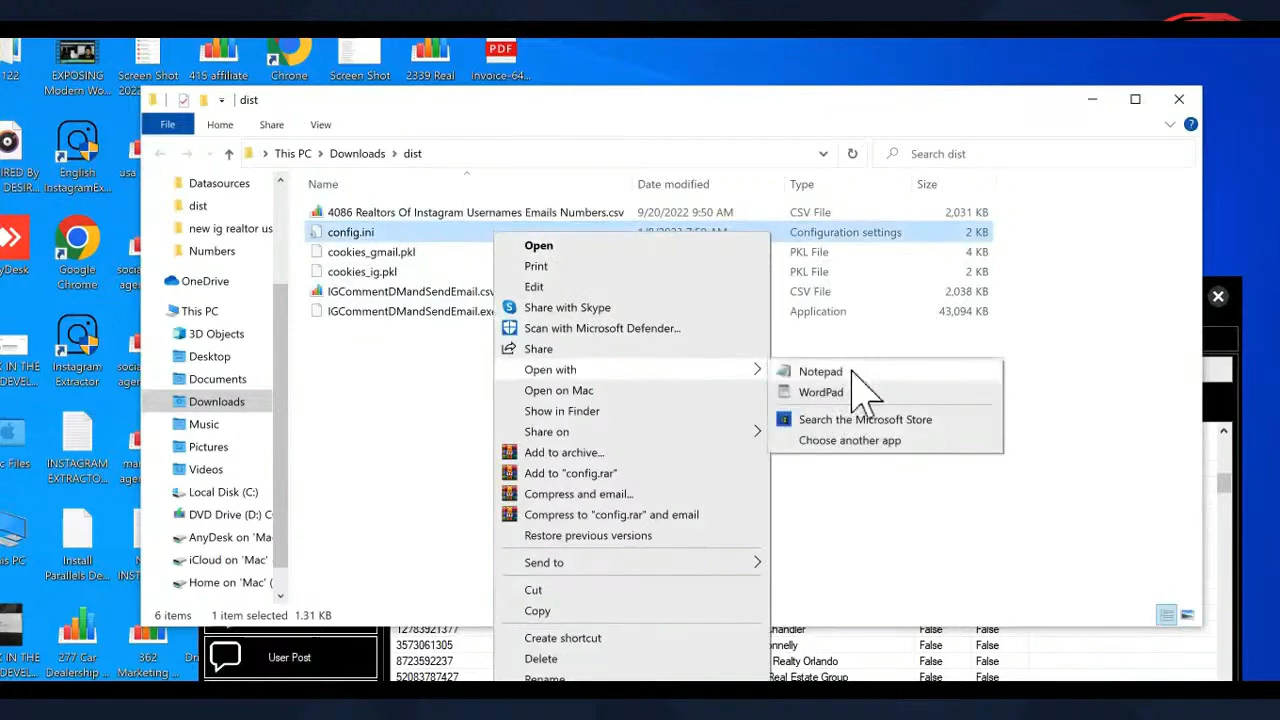 122
EXPOSING
Modern Wo...
Screen Shot
2022
415 affiliate
Chrome
Screen Shot
2339 Real
PDF
Invoice-64...
dist
File
Home
Share
View
This PC
Downloads
dist
Search dist
Name
Date modified
Type
Size
4086 Realtors Of Instagram Usernames Emails Numbers.csv
9/20/2022 9:50 AM
CSV File
2,031 KB
config.ini
Configuration settings
2 KB
cookies_gmail.pkl
PKL File
4 KB
cookies_ig.pkl
PKL File
2 KB
IGCommentDMandSendEmail.csv
CSV File
2,038 KB
IGCommentDMandSendEmail.exe
Application
43,094 KB
Datasources
dist
new ig realtor us
Numbers
OneDrive
This PC
3D Objects
Desktop
Documents
Downloads
Music
Pictures
Videos
Local Disk (C:)
DVD Drive (D:) C
AnyDesk on 'Mac
iCloud on 'Mac'
Home on 'Mac' (
Open
Print
Edit
Share with Skype
Scan with Microsoft Defender...
Share
Open with
Open on Mac
Show in Finder
Share on
Add to archive...
Add to "config.rar"
Compress and email...
Compress to "config.rar" and email
Restore previous versions
Send to
Cut
Copy
Create shortcut
Delete
Rename
Notepad
WordPad
Search the Microsoft Store
Choose another app
6 items
1 item selected
1.31 KB
English
InstagramEx...
usa
Google
Chrome
Instagram
Extractor
INSTAGRAM
EXTRACTO...
Install
Parallels De...
277 Car
Dealership ...
362
Marketing ...
User Post
12783921377
3573061305
8723592237
52083787427
Chandler
False
False
nnelly
False
False
Realty Orlando
False
False
Real Estate Group
False
False